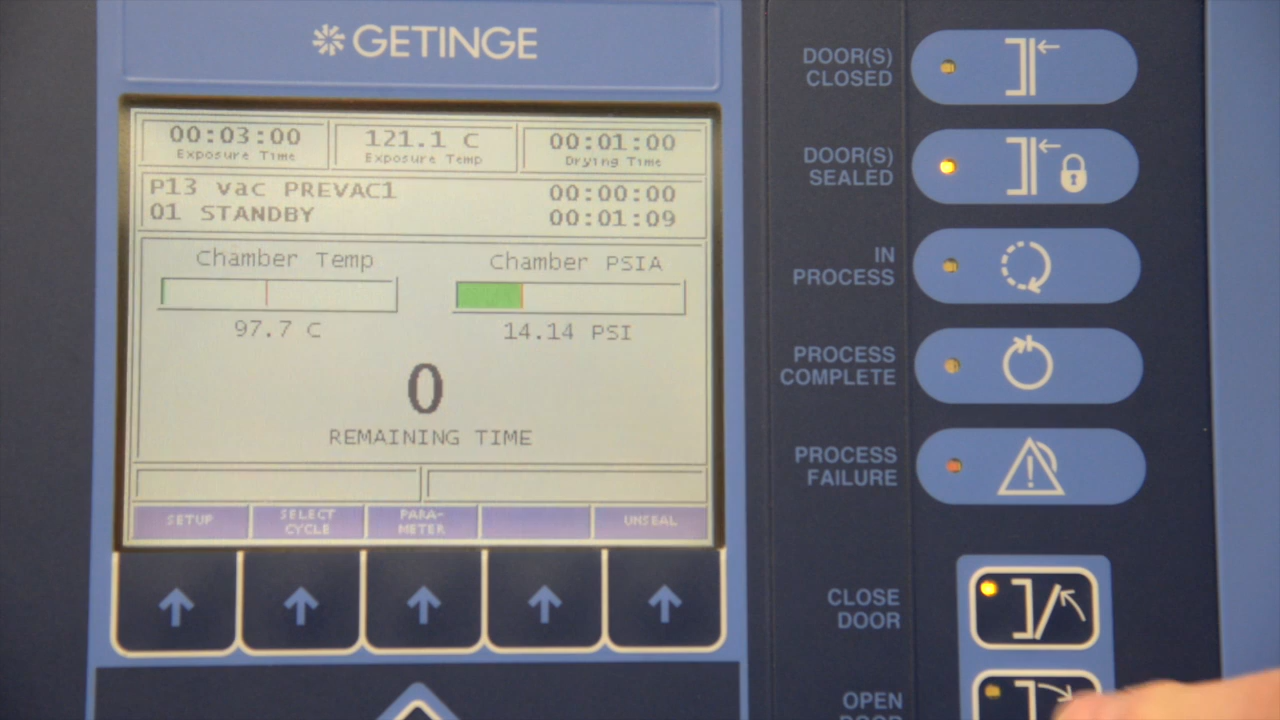 GETINGE
00:03:00
Exposure Time
121.1 C
Exposure Temp
00:01:00
Drying Time
P13 vac PREVAC1
00:00:00
01 STANDBY
00:01:09
Chamber Temp
Chamber PSIA
97.7 C
14.14 PSI
0
REMAINING TIME
SETUP
SELECT
CYCLE
PARA-
METER
UNSEAL
DOOR(S)
CLOSED
DOOR(S)
SEALED
IN
PROCESS
PROCESS
COMPLETE
PROCESS
FAILURE
CLOSE
DOOR
OPEN
DOOR